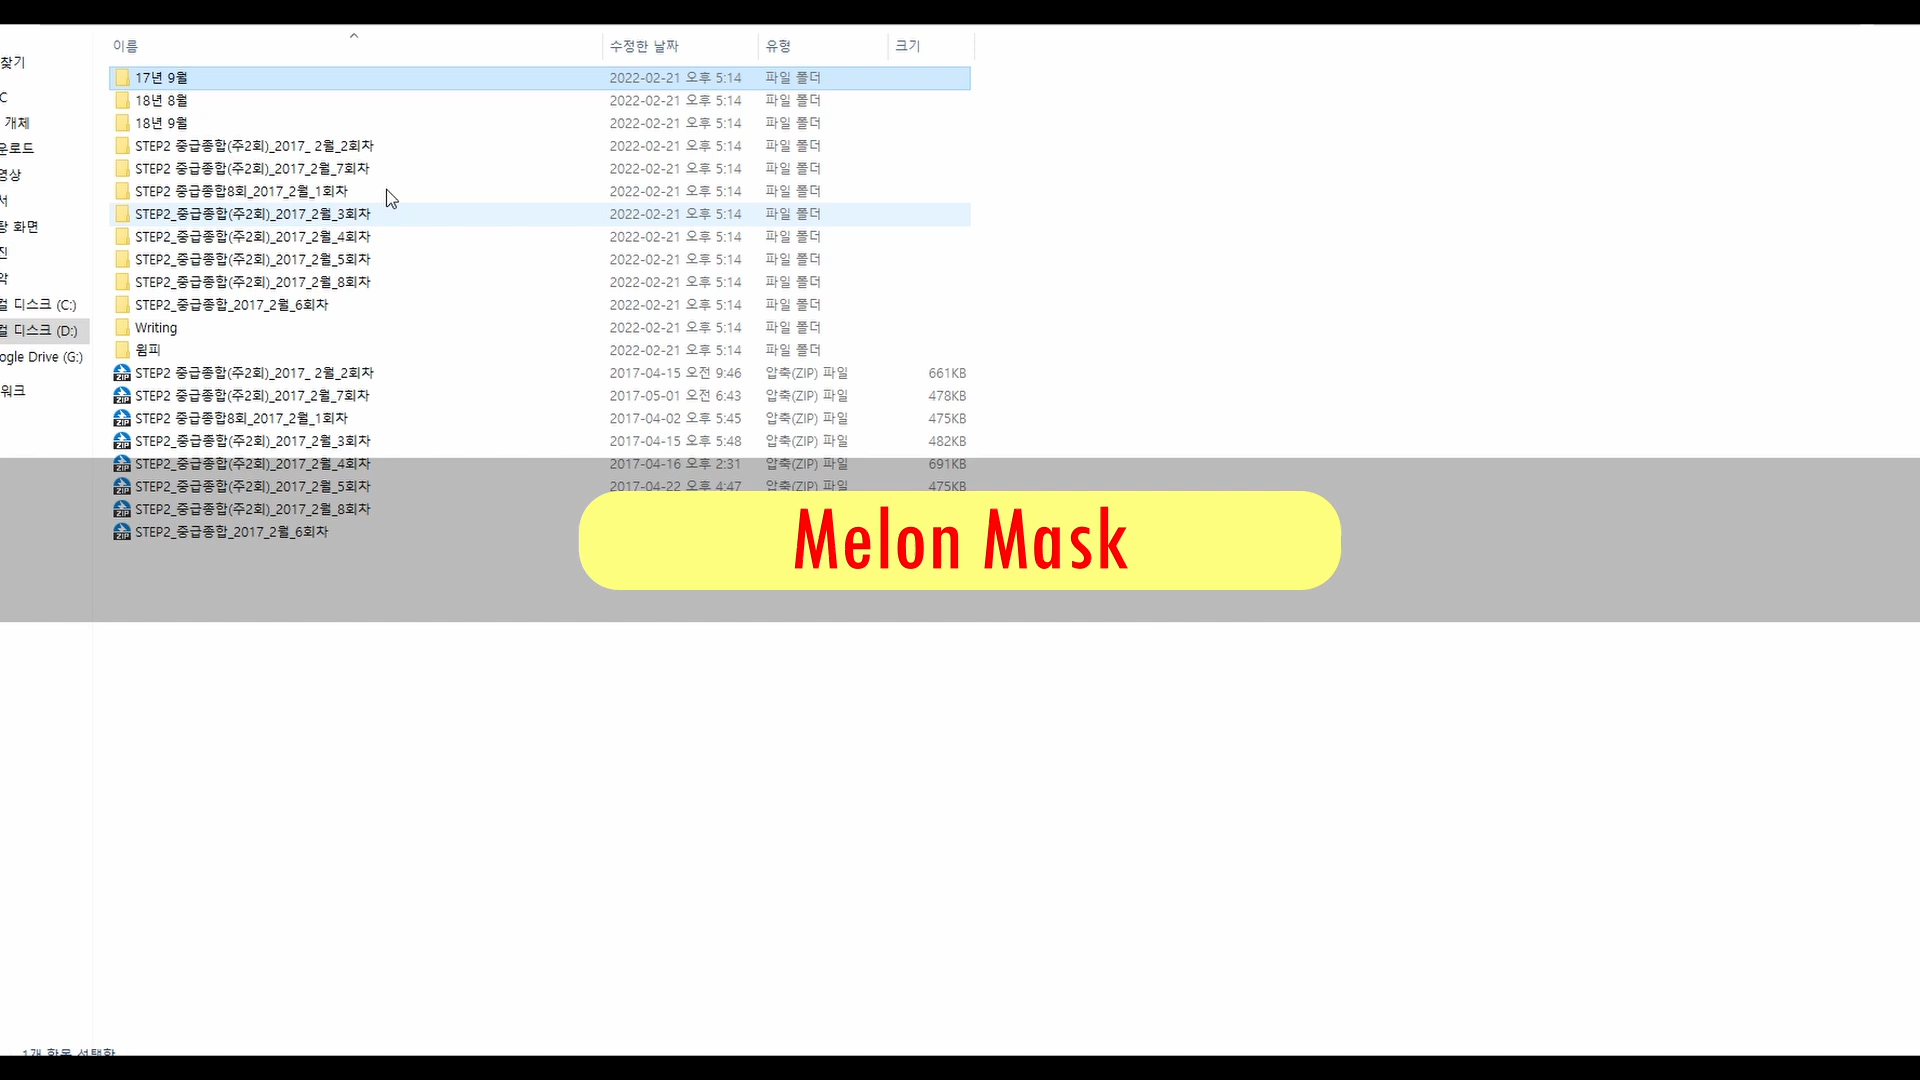 이름 수정한 날짜 유형 크기
찾기
C
개체
운로드
영상
서
탕 화면
진
악
컬 디스크 (C:)
컬 디스크 (D:)
ogle Drive (G:)
워크
17년 9월 2022-02-21 오후 5:14 파일 폴더
18년 8월 2022-02-21 오후 5:14 파일 폴더
18년 9월 2022-02-21 오후 5:14 파일 폴더
STEP2 중급종합(주2회)_2017_ 2월_2회차 2022-02-21 오후 5:14 파일 폴더
STEP2 중급종합(주2회)_2017_2월_7회차 2022-02-21 오후 5:14 파일 폴더
STEP2 중급종합8회_2017_2월_1회차 2022-02-21 오후 5:14 파일 폴더
STEP2_중급종합(주2회)_2017_2월_3회차 2022-02-21 오후 5:14 파일 폴더
STEP2_중급종합(주2회)_2017_2월_4회차 2022-02-21 오후 5:14 파일 폴더
STEP2_중급종합(주2회)_2017_2월_5회차 2022-02-21 오후 5:14 파일 폴더
STEP2_중급종합(주2회)_2017_2월_8회차 2022-02-21 오후 5:14 파일 폴더
STEP2_중급종합_2017_2월_6회차 2022-02-21 오후 5:14 파일 폴더
Writing 2022-02-21 오후 5:14 파일 폴더
윔피 2022-02-21 오후 5:14 파일 폴더
STEP2 중급종합(주2회)_2017_ 2월_2회차 2017-04-15 오전 9:46 압축(ZIP) 파일 661KB
STEP2 중급종합(주2회)_2017_2월_7회차 2017-05-01 오전 6:43 압축(ZIP) 파일 478KB
STEP2 중급종합8회_2017_2월_1회차 2017-04-02 오후 5:45 압축(ZIP) 파일 475KB
STEP2_중급종합(주2회)_2017_2월_3회차 2017-04-15 오후 5:48 압축(ZIP) 파일 482KB
STEP2_중급종합(주2회)_2017_2월_4회차 2017-04-16 오후 2:31 압축(ZIP) 파일 691KB
STEP2_중급종합(주2회)_2017_2월_5회차 2017-04-22 오후 4:47 압축(ZIP) 파일 475KB
STEP2_중급종합(주2회)_2017_2월_8회차
STEP2_중급종합_2017_2월_6회차
Melon Mask
1개 항목 선택함